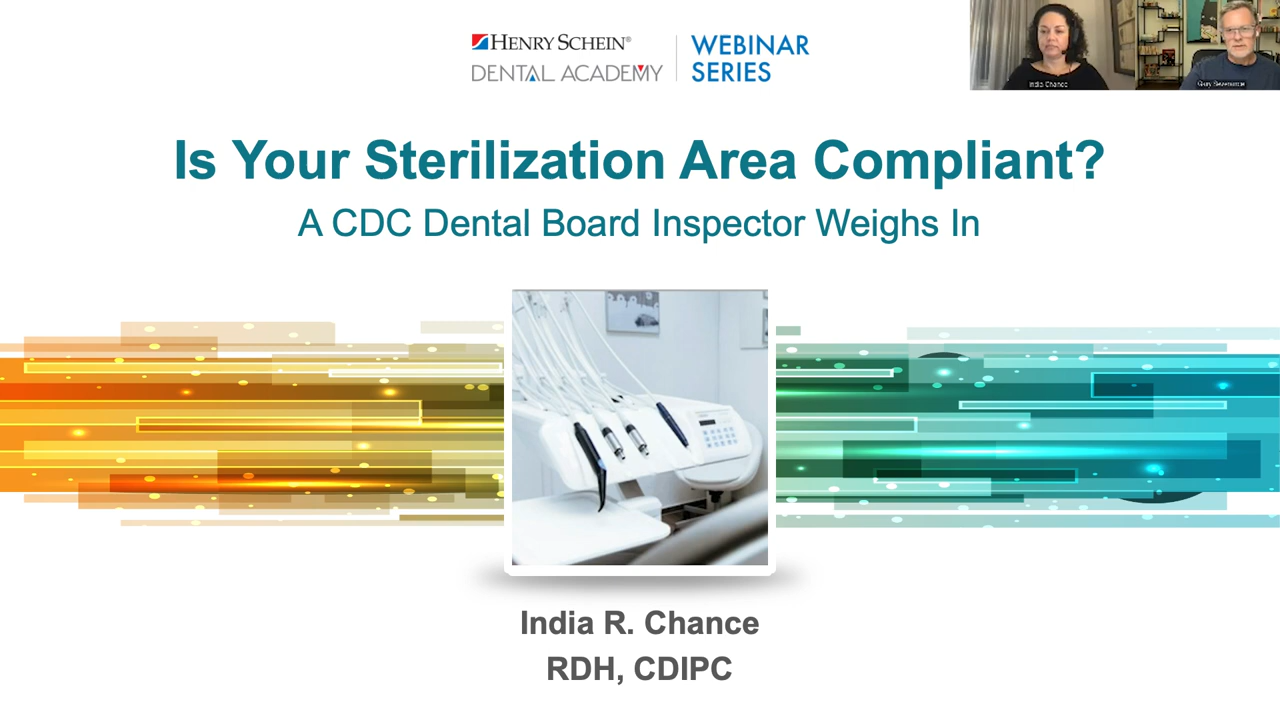 HENRY SCHEIN®
DENTAL ACADEMY
WEBINAR
SERIES
India Chance
Is Your Sterilization Area Compliant?
A CDC Dental Board Inspector Weighs In
India R. Chance
RDH, CDIPC